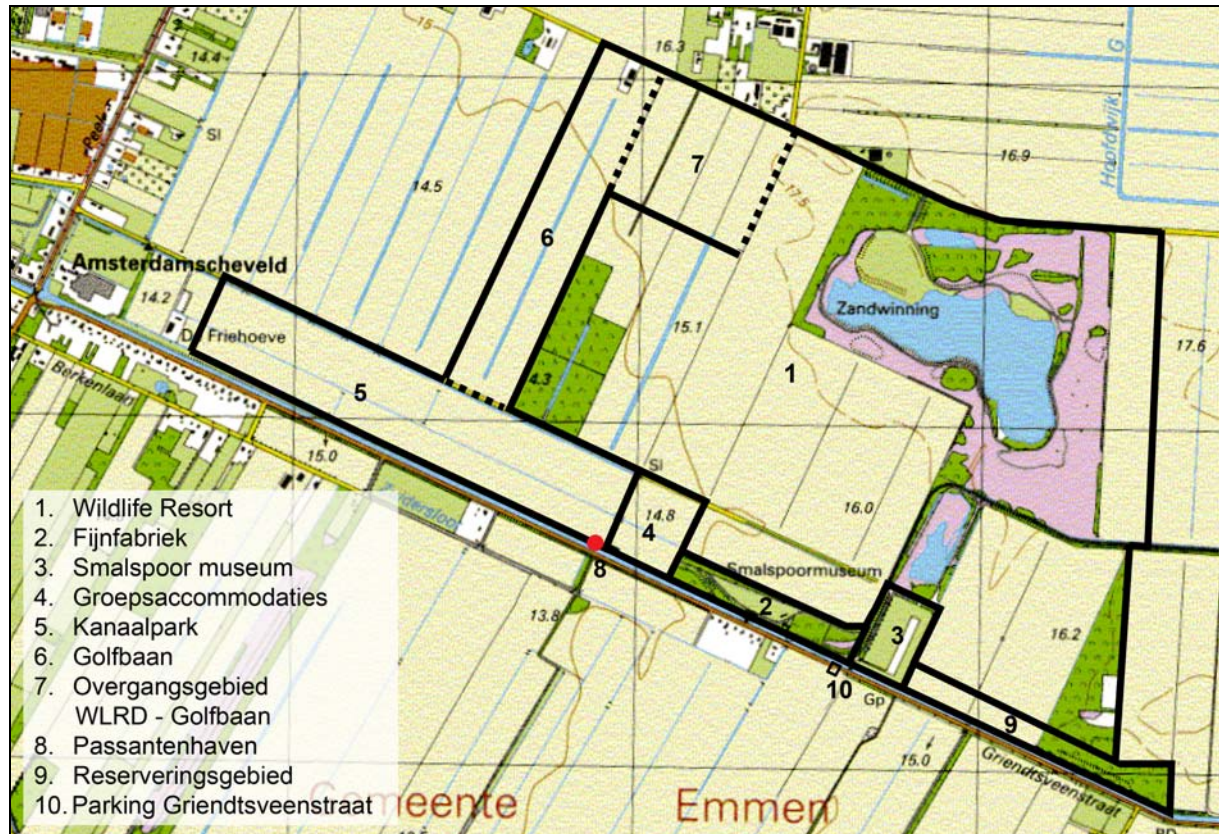 15
16.3
14.4
G
Hoofdwijk
Peel
Sl
7
16.9
14.5
17.5
6
Amsterdamscheveld
14.2
Zandwinning
15.1
17.6
De Friehoeve
1
4.3
5
Berkenlaan
15.0
Sl
16.0
14.8
4
Zuidersloot
8
Smalspoormuseum
2
13.8
3
16.2
10
Gp
9
15.0
Griendtsveenstraat
1. Wildlife Resort
2. Fijnfabriek
3. Smalspoor museum
4. Groepsaccommodaties
5. Kanaalpark
6. Golfbaan
7. Overgangsgebied
WLRD - Golfbaan
8. Passantenhaven
9. Reserveringsgebied
10. Parking Griendtsveenstraat
Gemeente Emmen